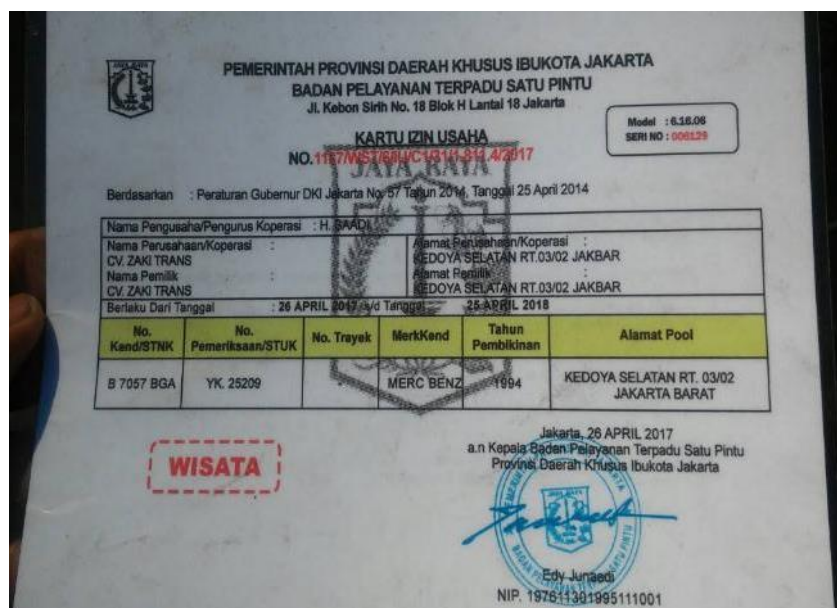 PEMERINTAH PROVINSI DAERAH KHUSUS IBUKOTA JAKARTA
BADAN PELAYANAN TERPADU SATU PINTU
Jl. Kebon Sirih No. 18 Blok H Lantai 18 Jakarta
Model : 6.16.06
SERI NO : 006129
KARTU IZIN USAHA
JAYA RAYA
Berdasarkan : Peraturan Gubernur DKI Jakarta No. 57 Tahun 2014, Tanggal 25 April 2014
Nama Pengusaha/Pengurus Koperasi : H. SAADI
Nama Perusahaan/Koperasi : Alamat Perusahaan/Koperasi :
CV. ZAKI TRANS KEDOYA SELATAN RT.03/02 JAKBAR
Nama Pemilik : Alamat Pemilik :
CV. ZAKI TRANS KEDOYA SELATAN RT.03/02 JAKBAR
Berlaku Dari Tanggal : 26 APRIL 2017 s/d Tanggal 25 APRIL 2018
No. Kend/STNK No. Pemeriksaan/STUK No. Trayek MerkKend Tahun Pembikinan Alamat Pool
B 7057 BGA YK. 25209 - MERC BENZ 1994 KEDOYA SELATAN RT. 03/02
JAKARTA BARAT
Jakarta, 26 APRIL 2017
a.n Kepala Badan Pelayanan Terpadu Satu Pintu
Provinsi Daerah Khusus Ibukota Jakarta
WISATA
Edy Junaedi
NIP. 197611301995111001